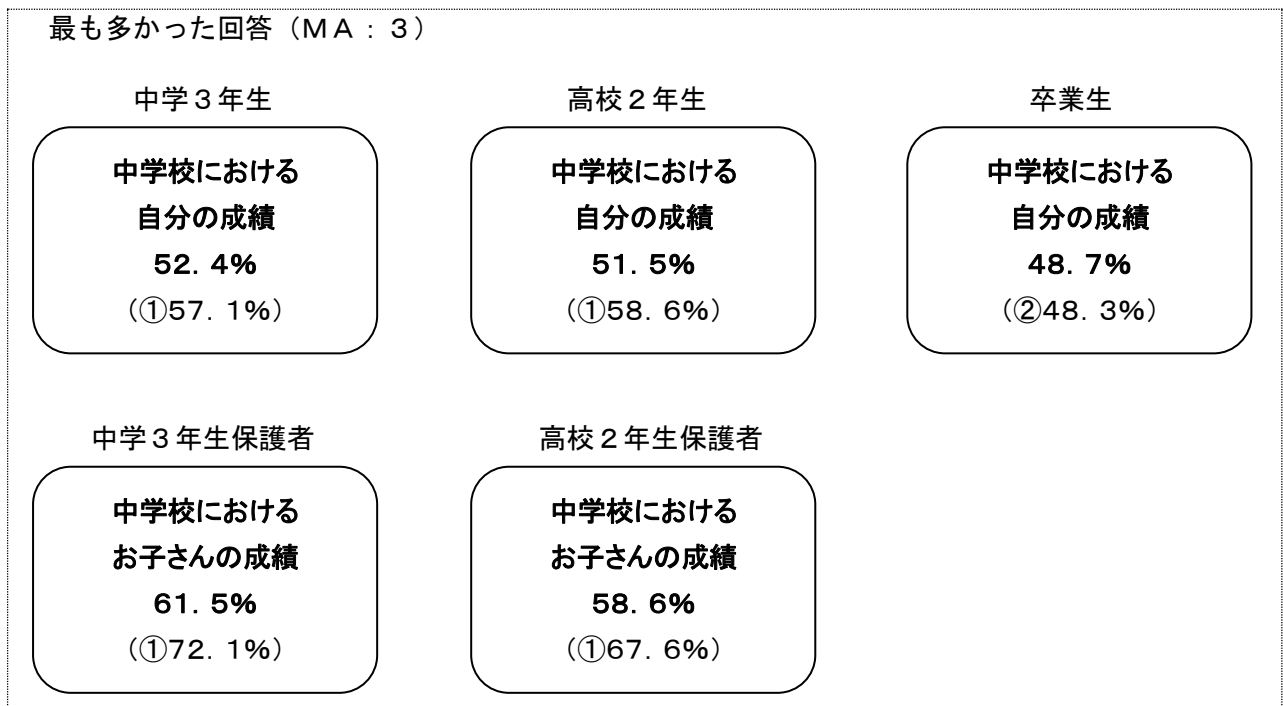 最も多かった回答（ＭＡ：３）
中学３年生
高校２年生
卒業生
中学校における
自分の成績
５２．４％
（①５７．１％）
中学校における
自分の成績
５１．５％
（①５８．６％）
中学校における
自分の成績
４８．７％
（②４８．３％）
中学３年生保護者
高校２年生保護者
中学校における
お子さんの成績
６１．５％
（①７２．１％）
中学校における
お子さんの成績
５８．６％
（①６７．６％）